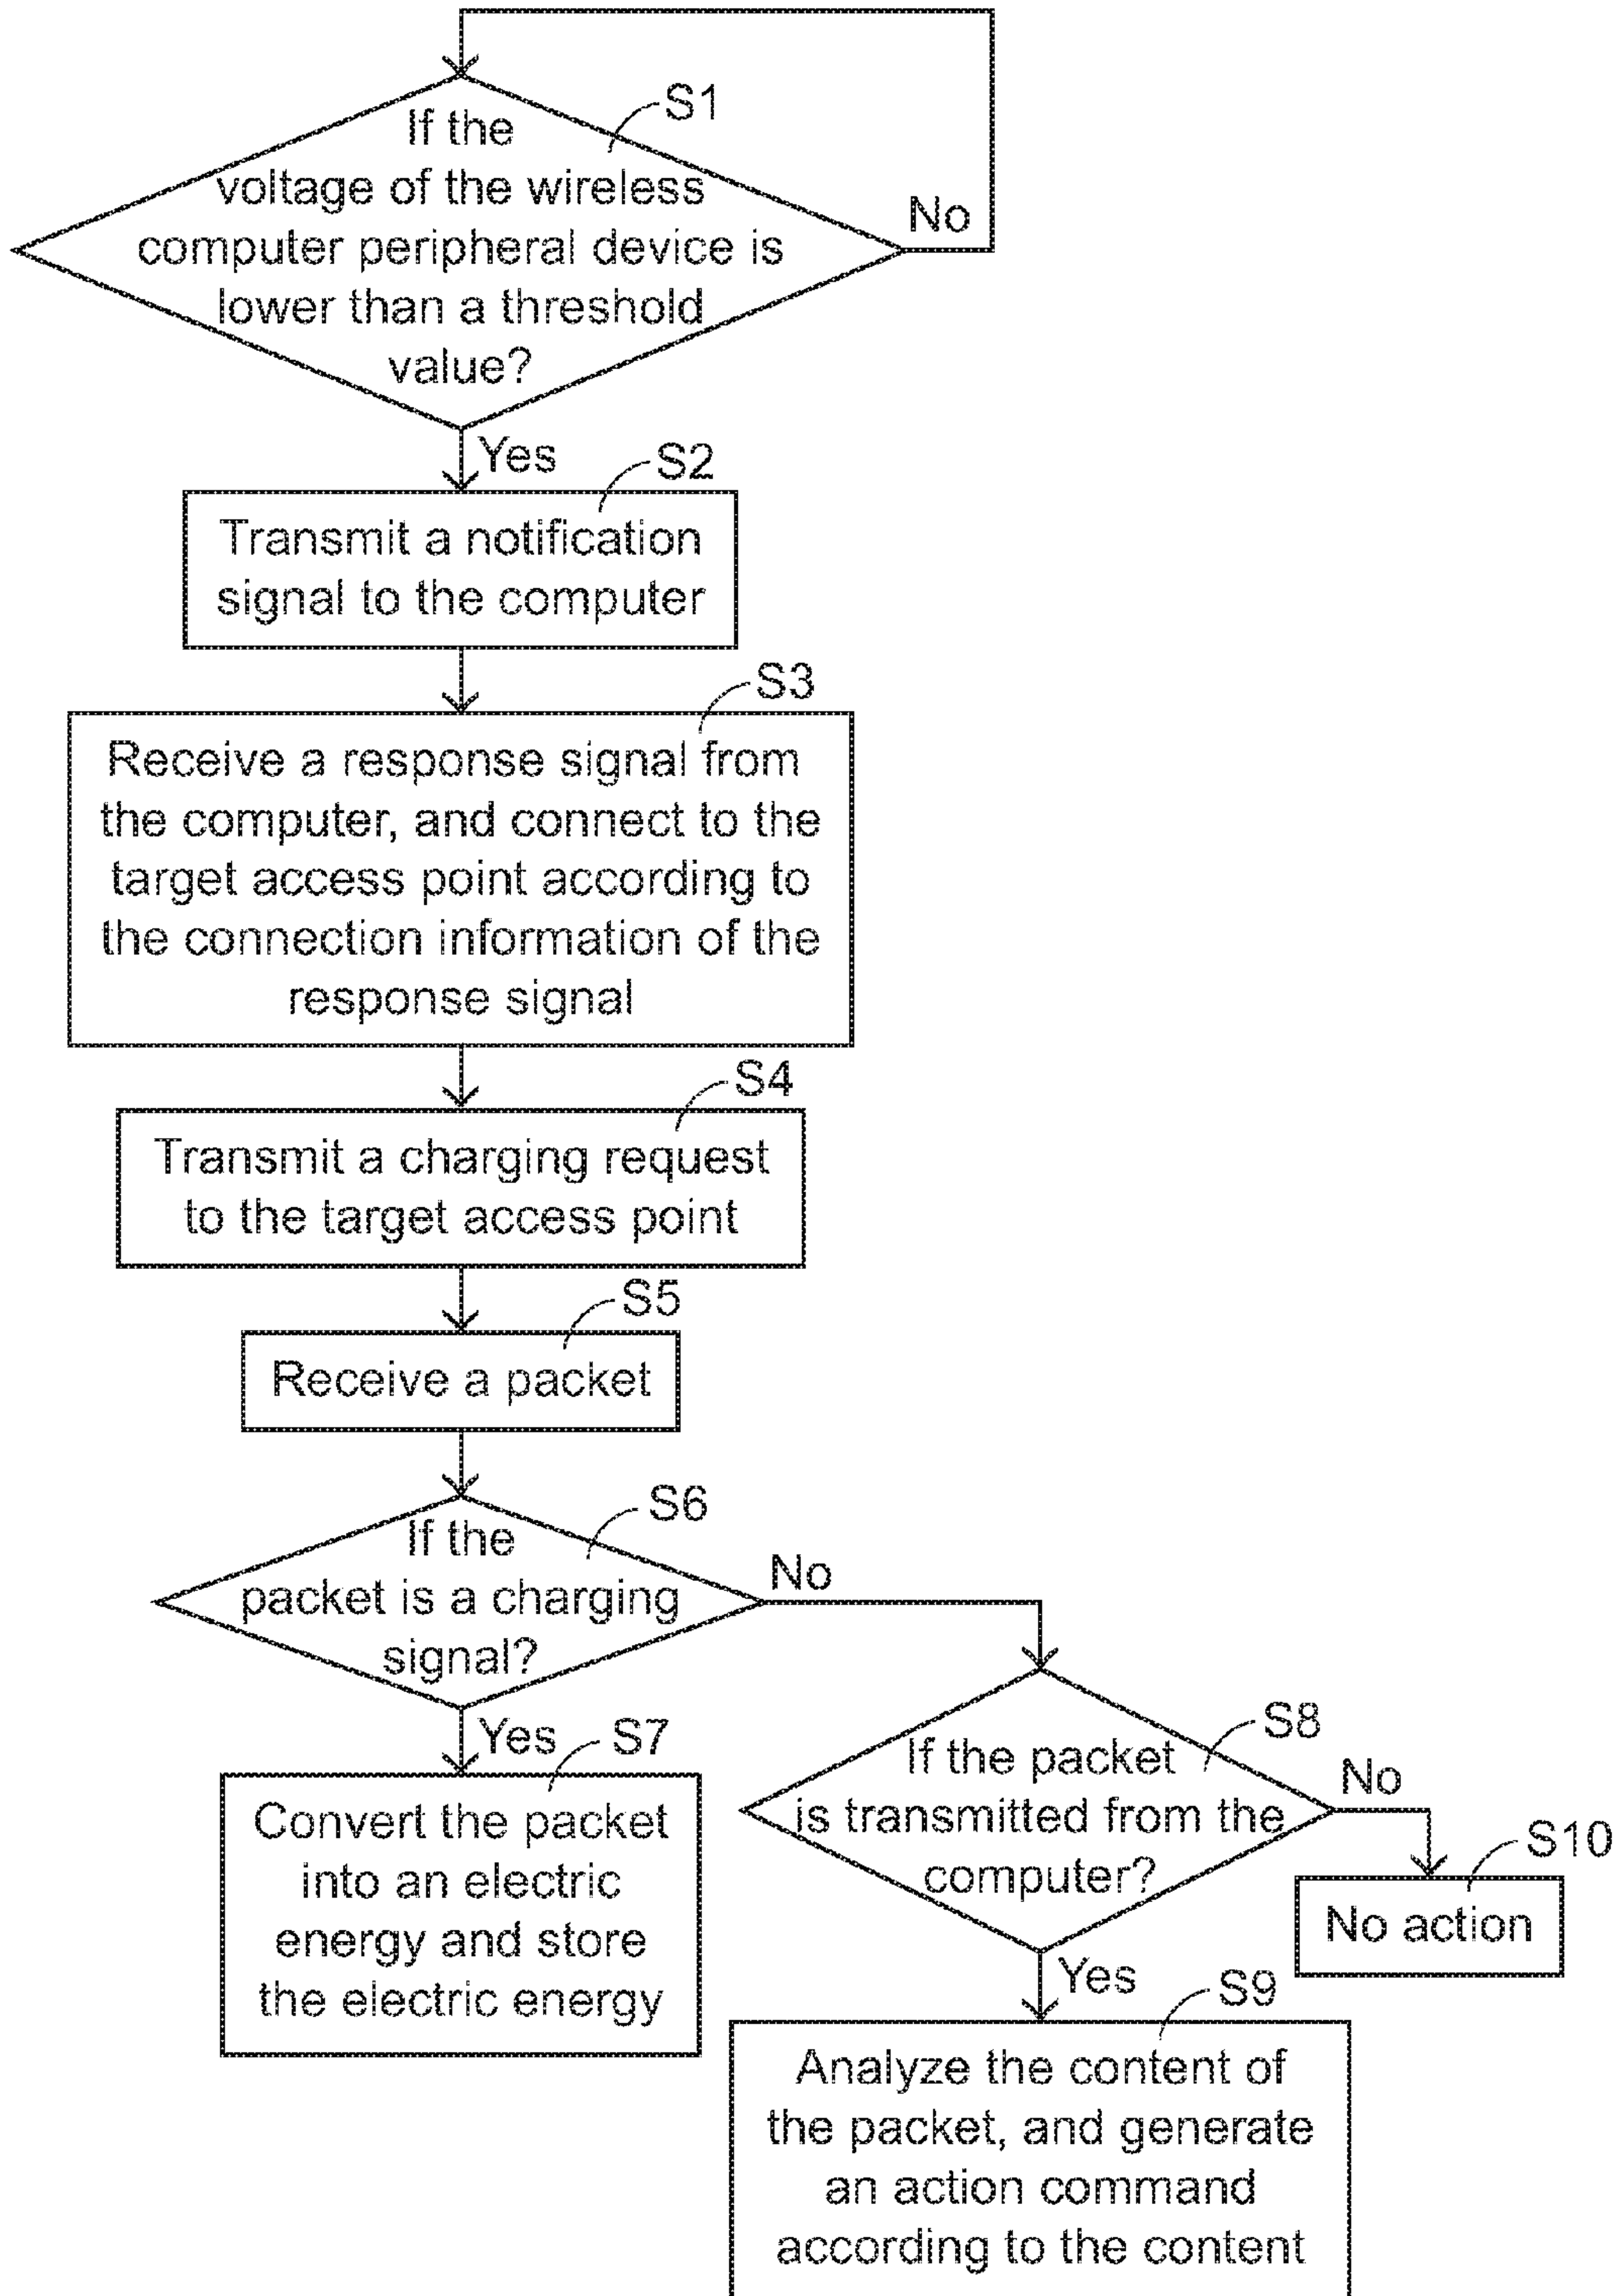 S1
If the
voltage of the wireless
computer peripheral device is
lower than a threshold
value?
No
Yes
S2
Transmit a notification
signal to the computer
S3
Receive a response signal from
the computer, and connect to the
target access point according to
the connection information of the
response signal
S4
Transmit a charging request
to the target access point
S5
Receive a packet
S6
If the
packet is a charging
signal?
No
Yes
S7
Convert the packet
into an electric
energy and store
the electric energy
S8
If the packet
is transmitted from the
computer?
No
S10
No action
Yes
S9
Analyze the content of
the packet, and generate
an action command
according to the content